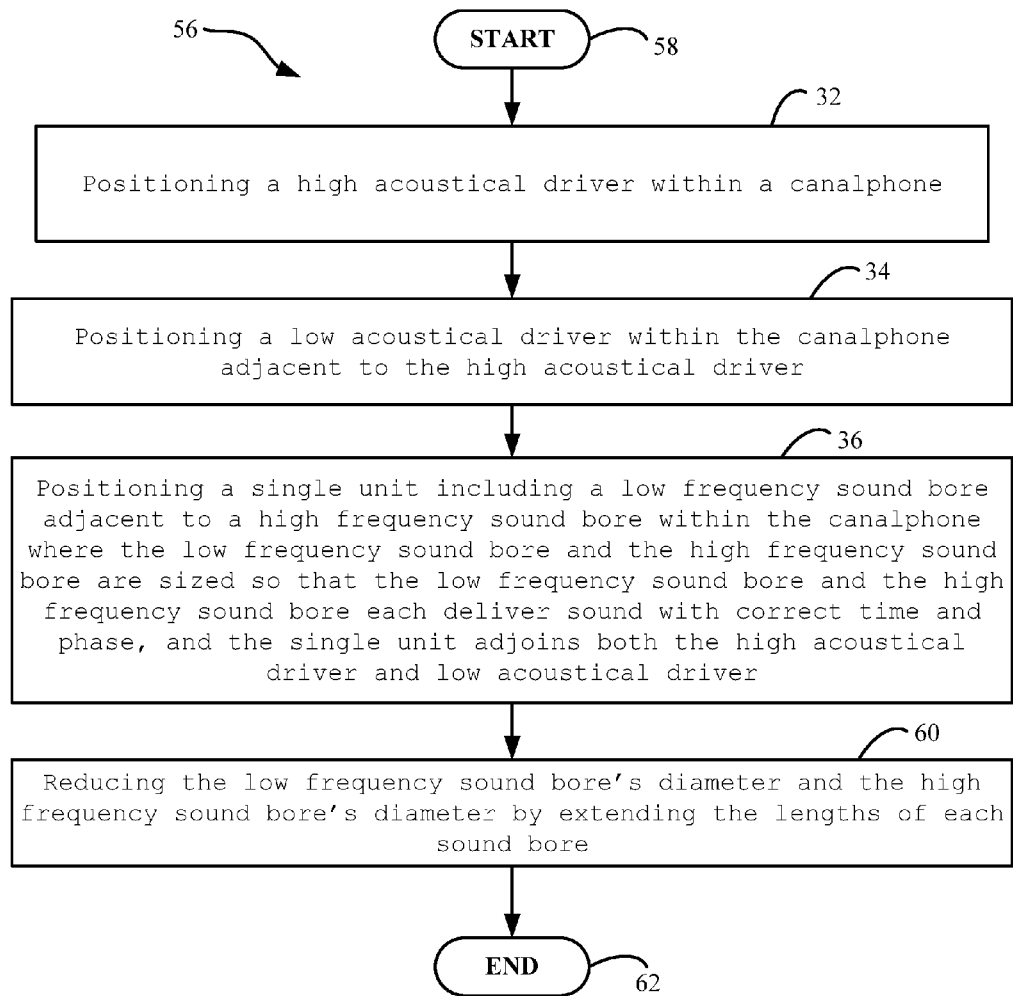 56
START
58
32
Positioning a high acoustical driver within a canalphone
34
Positioning a low acoustical driver within the canalphone
adjacent to the high acoustical driver
36
Positioning a single unit including a low frequency sound bore
adjacent to a high frequency sound bore within the canalphone
where the low frequency sound bore and the high frequency sound
bore are sized so that the low frequency sound bore and the high
frequency sound bore each deliver sound with correct time and
phase, and the single unit adjoins both the high acoustical
driver and low acoustical driver
60
Reducing the low frequency sound bore's diameter and the high
frequency sound bore's diameter by extending the lengths of each
sound bore
END
62